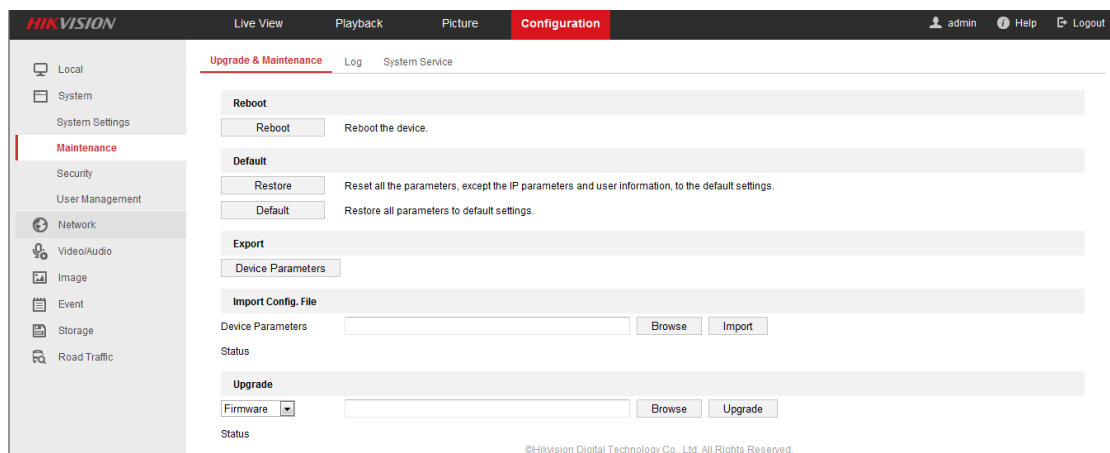 HIKVISION Live View Playback Picture Configuration admin Help Logout
Local
System
System Settings
Maintenance
Security
User Management
Network
Video/Audio
Image
Event
Storage
Road Traffic
Upgrade & Maintenance Log System Service
Reboot
Reboot Reboot the device.
Default
Restore Reset all the parameters, except the IP parameters and user information, to the default settings.
Default Restore all parameters to default settings.
Export
Device Parameters
Import Config. File
Device Parameters Browse Import
Status
Upgrade
Firmware Browse Upgrade
Status
©Hikvision Digital Technology Co., Ltd. All Rights Reserved.